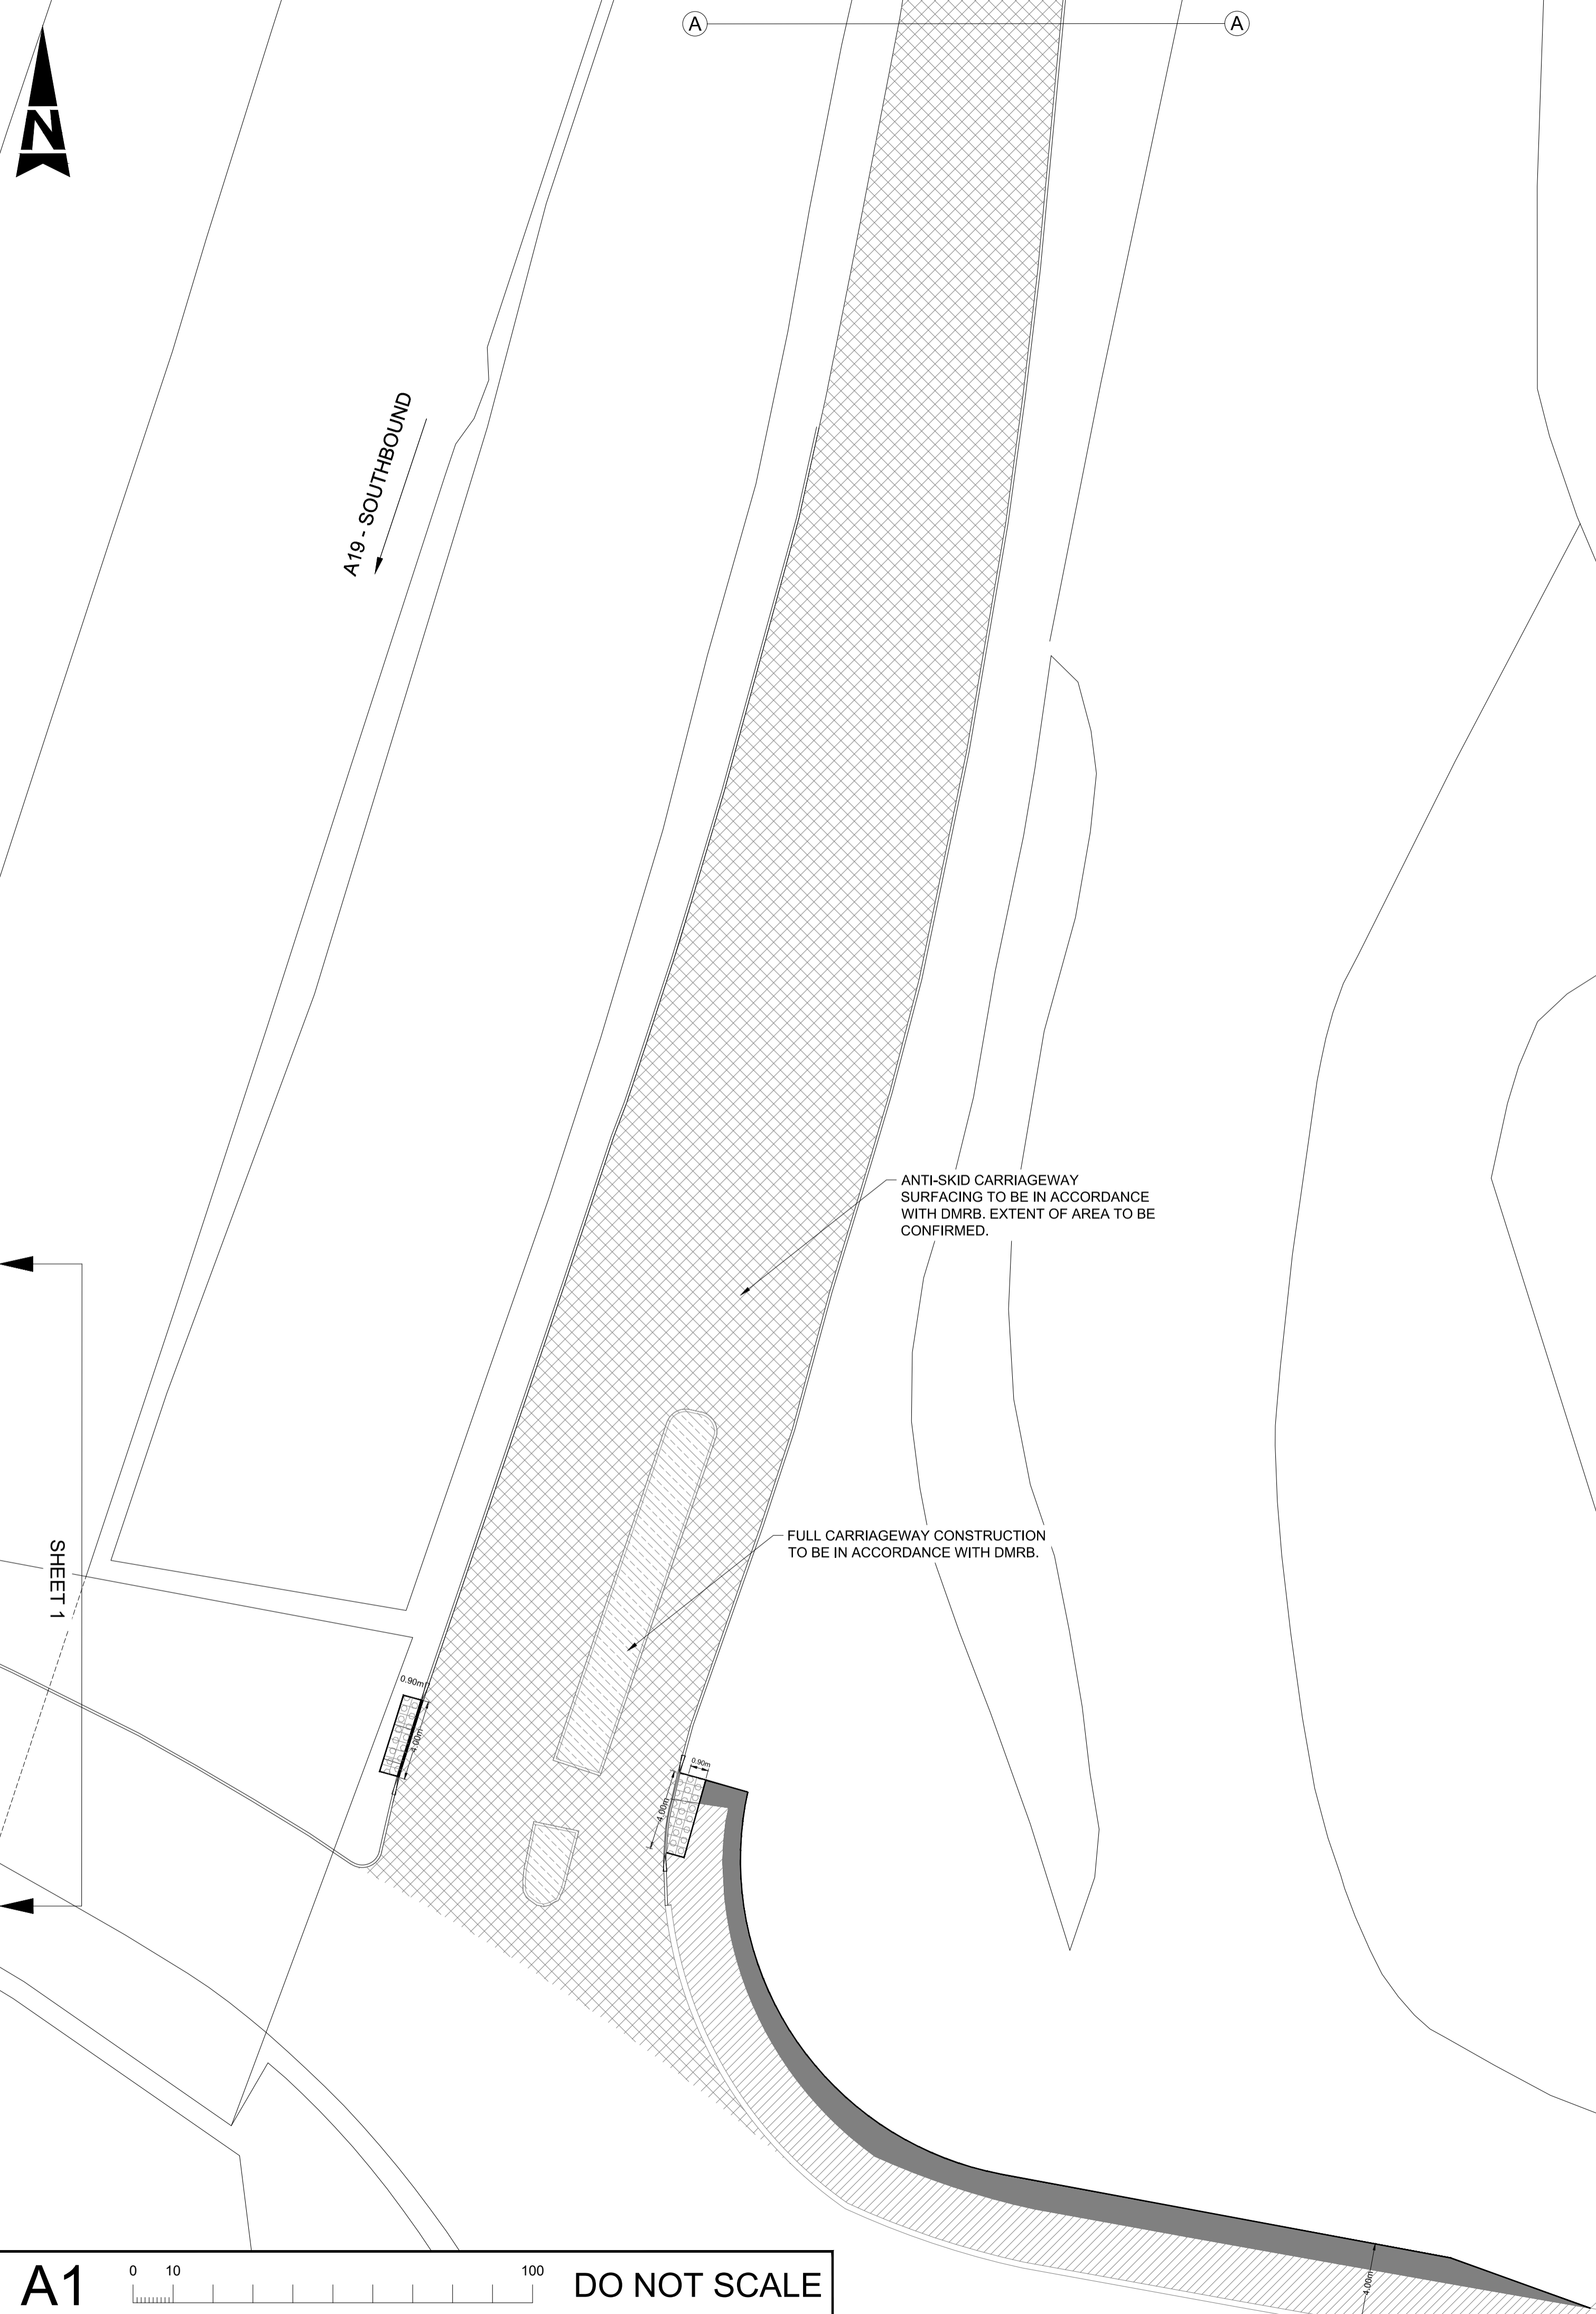 A
A
N
A19 - SOUTHBOUND
ANTI-SKID CARRIAGEWAY
SURFACING TO BE IN ACCORDANCE
WITH DMRB. EXTENT OF AREA TO BE
CONFIRMED.
FULL CARRIAGEWAY CONSTRUCTION
TO BE IN ACCORDANCE WITH DMRB.
SHEET 1
0.90m
4.00m
0.90m
4.00m
4.00m
A1
0 10 100
DO NOT SCALE